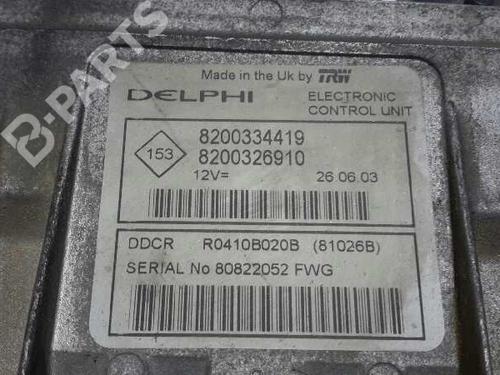 B-PARTS
Made in the Uk by TRW
DELPHI
ELECTRONIC
CONTROL UNIT
153
8200334419
8200326910
12V= 26 06 03
DDCR R0410B020B (81026B)
SERIAL No 80822052 FWG
B-PARTS